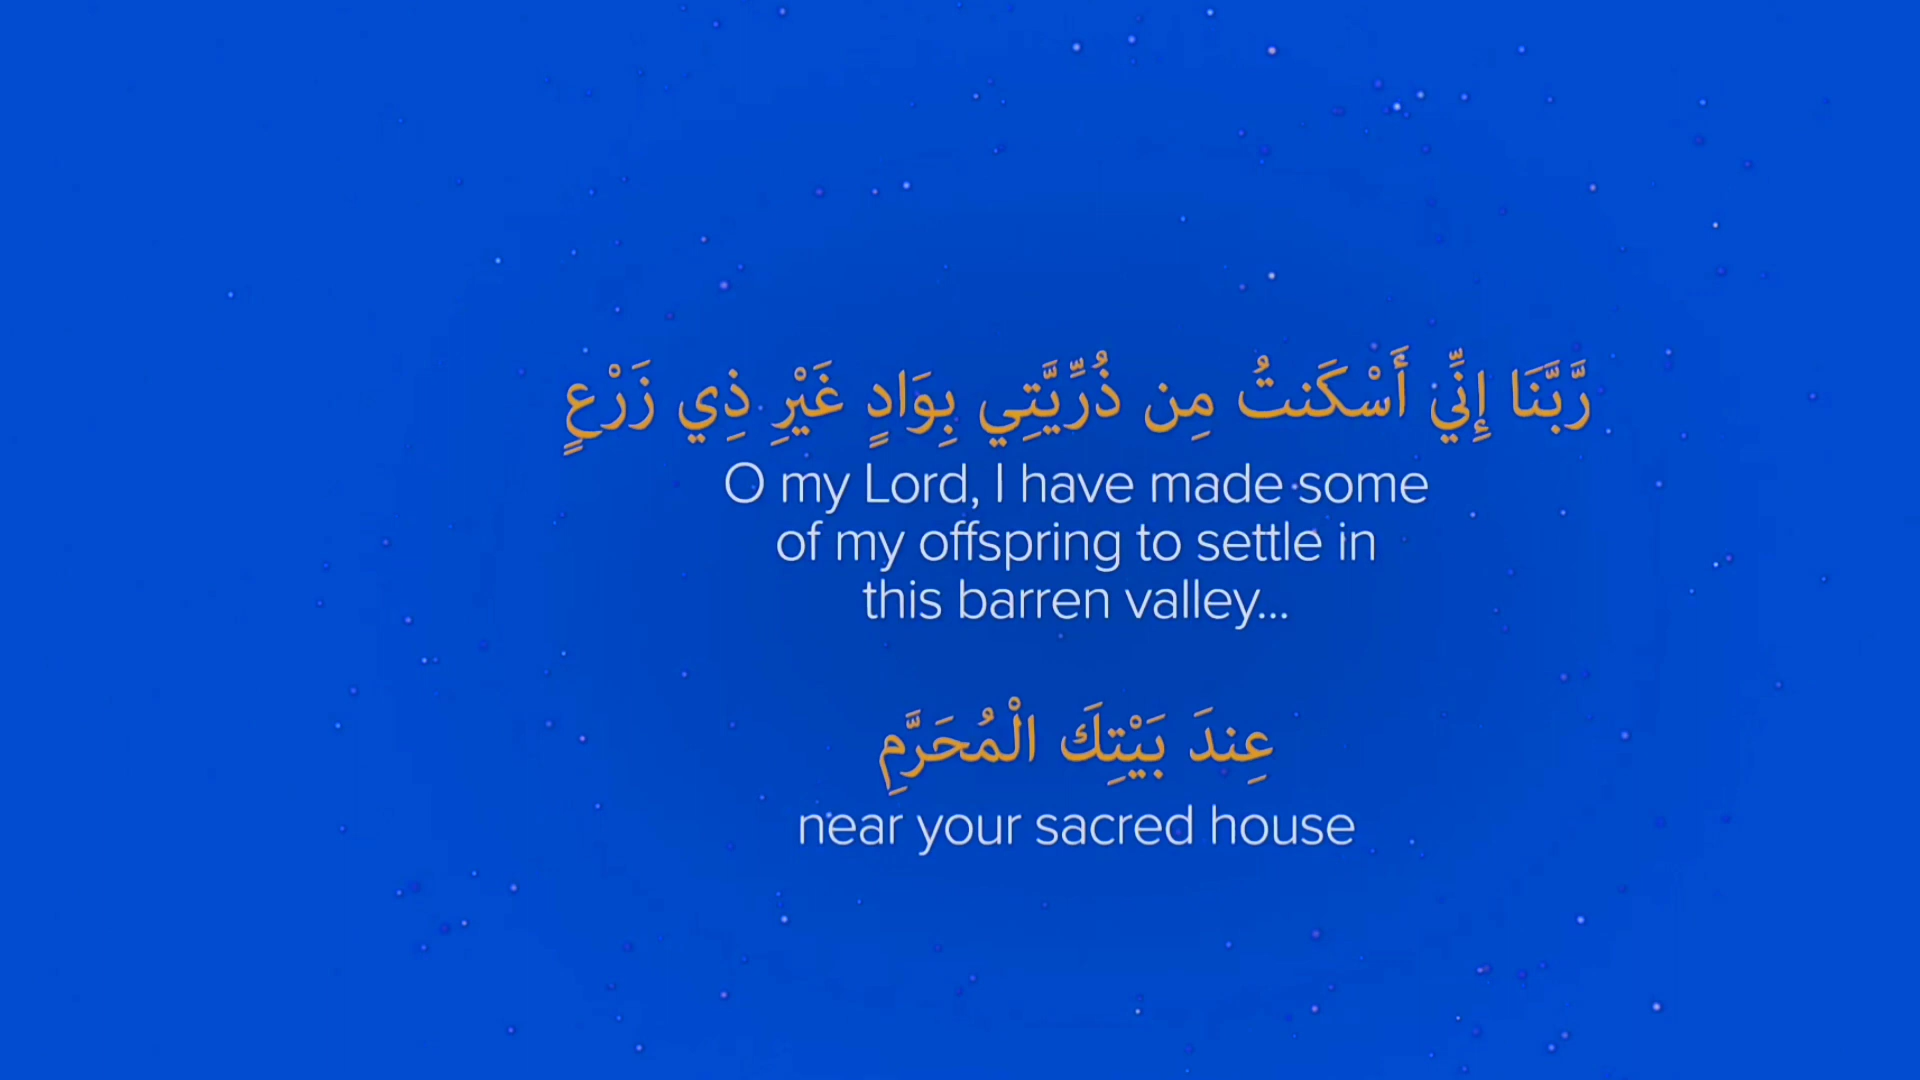 رَّبَّنَا إِنِّي أَسْكَنتُ مِن ذُرِّيَّتِي بِوَادٍ غَيْرِ ذِي زَرْعٍ
O my Lord, I have made some
of my offspring to settle in
this barren valley...
عِندَ بَيْتِكَ الْمُحَرَّمِ
near your sacred house